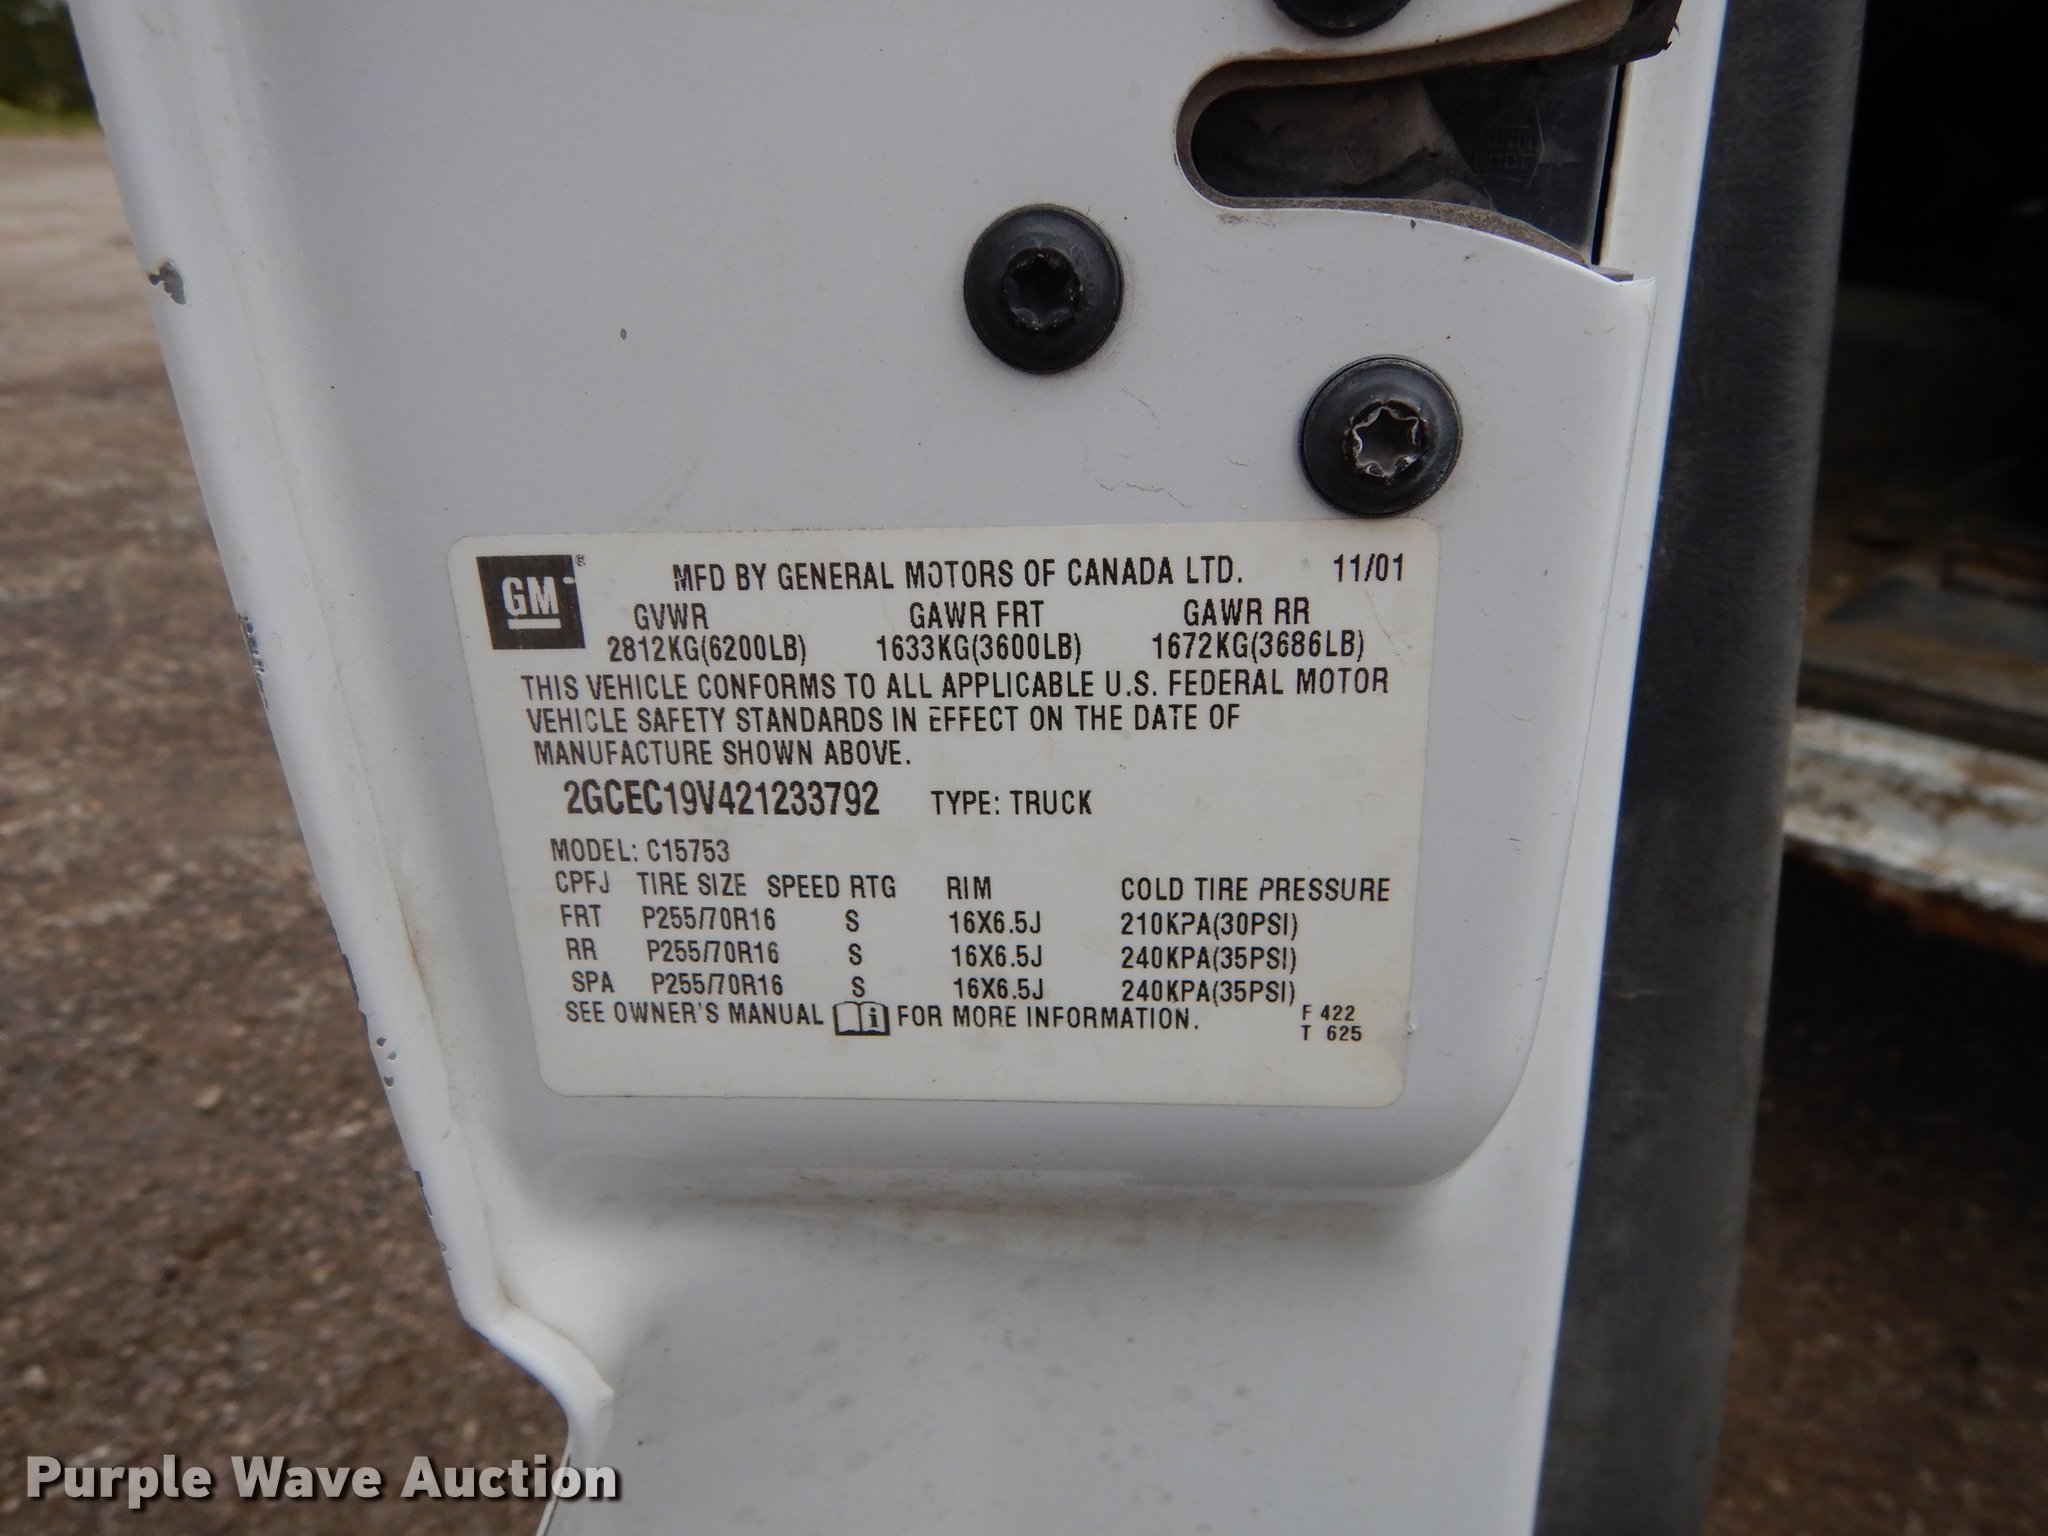 GM ®
MFD BY GENERAL MOTORS OF CANADA LTD. 11/01
GVWR GAWR FRT GAWR RR
2812KG(6200LB) 1633KG(3600LB) 1672KG(3686LB)
THIS VEHICLE CONFORMS TO ALL APPLICABLE U.S. FEDERAL MOTOR
VEHICLE SAFETY STANDARDS IN EFFECT ON THE DATE OF
MANUFACTURE SHOWN ABOVE.
2GCEC19V421233792 TYPE: TRUCK
MODEL: C15753
CPFJ TIRE SIZE SPEED RTG RIM COLD TIRE PRESSURE
FRT P255/70R16 S 16X6.5J 210KPA(30PSI)
RR P255/70R16 S 16X6.5J 240KPA(35PSI)
SPA P255/70R16 S 16X6.5J 240KPA(35PSI)
SEE OWNER'S MANUAL i FOR MORE INFORMATION.
F 422
T 625
Purple Wave Auction